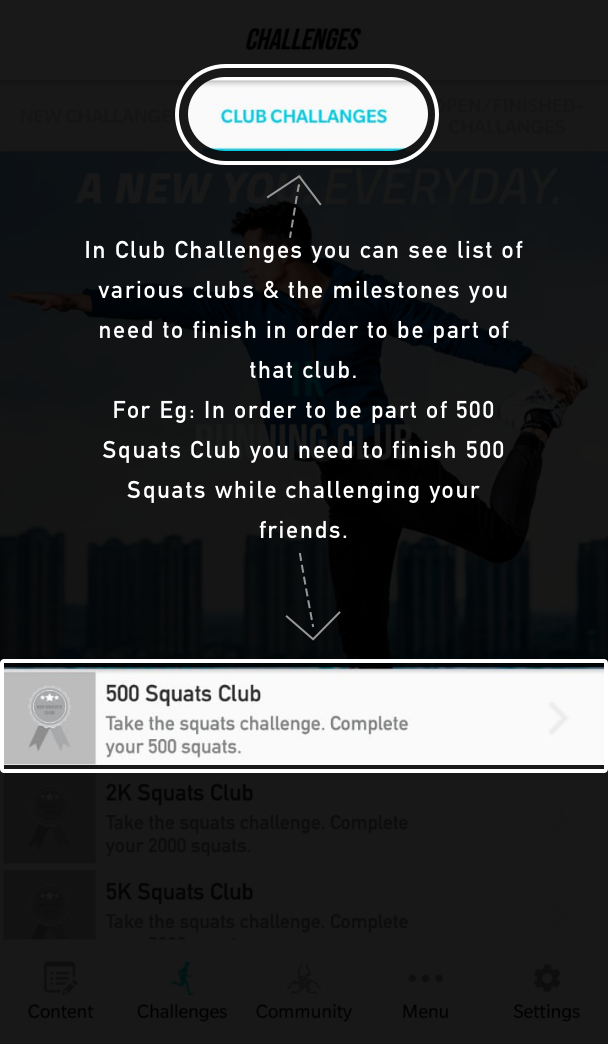 CHALLENGES
NEW CHALLANGE
CLUB CHALLANGES
PEN/FINISHED-
CHALLANGES
A NEW YOU, EVERYDAY.
In Club Challenges you can see list of
various clubs & the milestones you
need to finish in order to be part of
that club.
For Eg: In order to be part of 500
RUNNING CLUB
Squats Club you need to finish 500
Squats while challenging your
friends.
500 Squats Club
Take the squats challenge. Complete
your 500 squats.
2K Squats Club
Take the squats challenge. Complete
your 2000 squats.
5K Squats Club
Take the squats challenge. Complete
Content
Challenges
Community
Menu
Settings